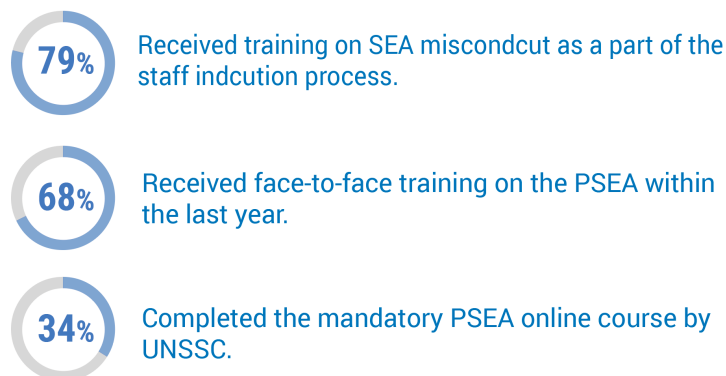 79%
Received training on SEA miscondcut as a part of the
staff indcution process.
68%
Received face-to-face training on the PSEA within
the last year.
34%
Completed the mandatory PSEA online course by
UNSSC.